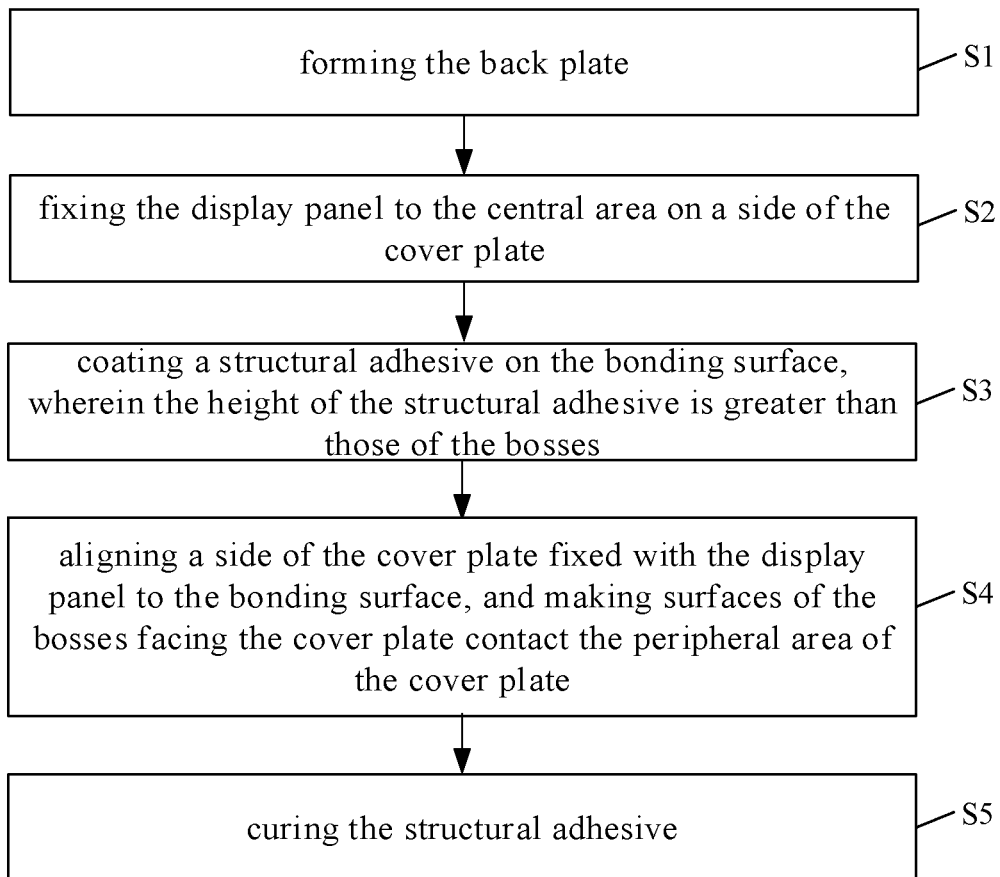 forming the back plate
S1
fixing the display panel to the central area on a side of the
cover plate
S2
coating a structural adhesive on the bonding surface,
wherein the height of the structural adhesive is greater than
those of the bosses
S3
aligning a side of the cover plate fixed with the display
panel to the bonding surface, and making surfaces of the
bosses facing the cover plate contact the peripheral area of
the cover plate
S4
curing the structural adhesive
S5